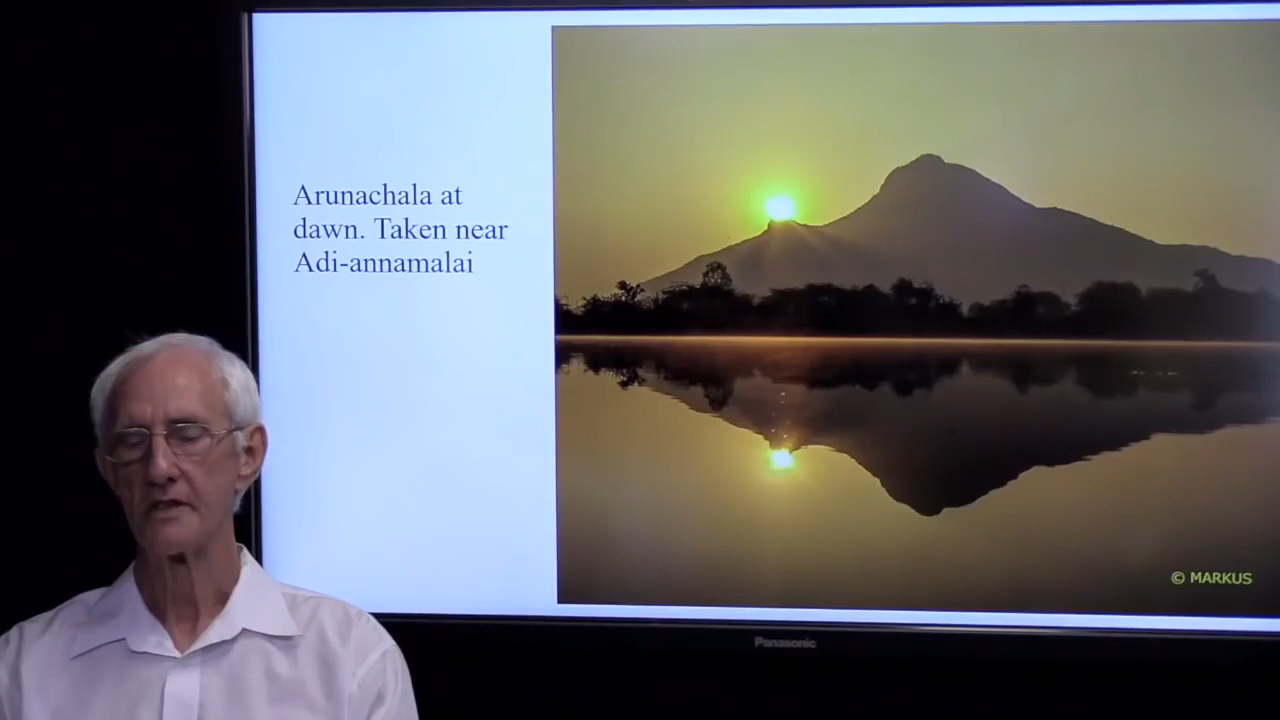 Arunachala at
dawn. Taken near
Adi-annamalai
© MARKUS
Panasonic